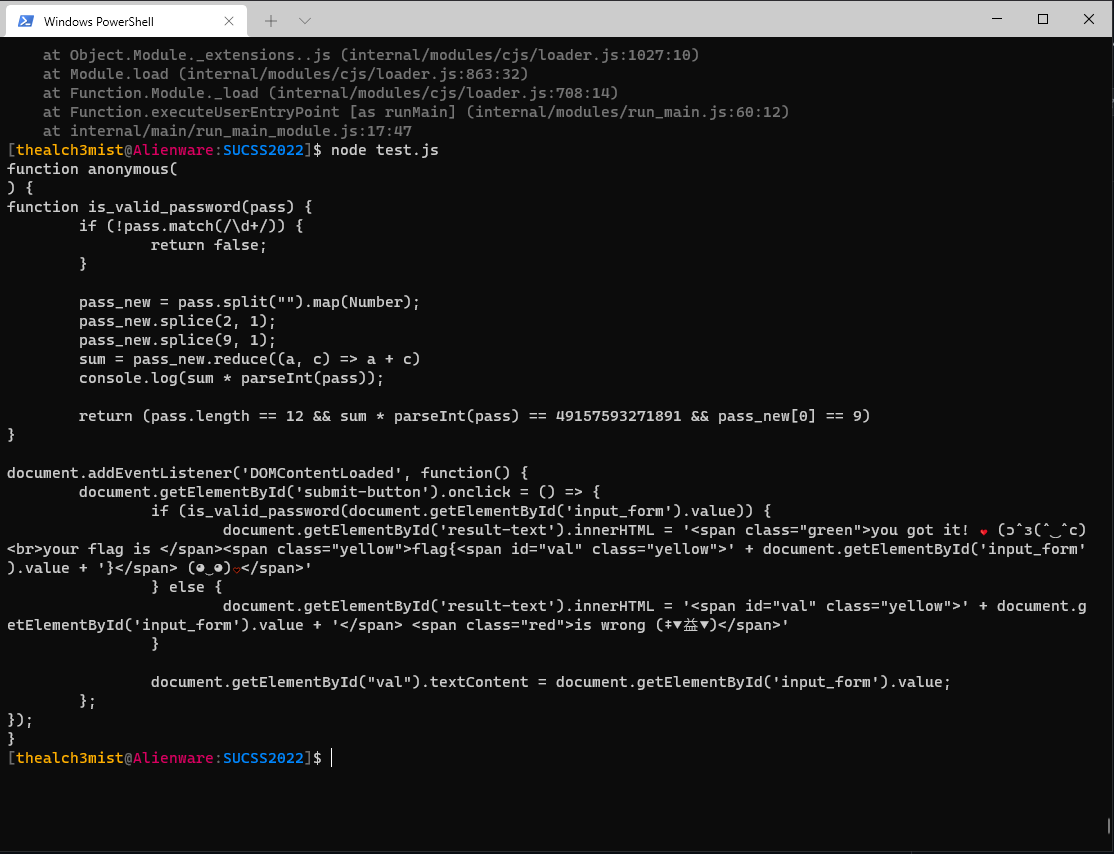 Windows PowerShell
    at Object.Module._extensions..js (internal/modules/cjs/loader.js:1027:10)
    at Module.load (internal/modules/cjs/loader.js:863:32)
    at Function.Module._load (internal/modules/cjs/loader.js:708:14)
    at Function.executeUserEntryPoint [as runMain] (internal/modules/run_main.js:60:12)
    at internal/main/run_main_module.js:17:47
[thealch3mist@Alienware:SUCSS2022]$ node test.js
function anonymous(
) {
function is_valid_password(pass) {
        if (!pass.match(/\d+/)) {
                return false;
        }
        pass_new = pass.split("").map(Number);
        pass_new.splice(2, 1);
        pass_new.splice(9, 1);
        sum = pass_new.reduce((a, c) => a + c)
        console.log(sum * parseInt(pass));
        return (pass.length == 12 && sum * parseInt(pass) == 49157593271891 && pass_new[0] == 9)
}
document.addEventListener('DOMContentLoaded', function() {
        document.getElementById('submit-button').onclick = () => {
                if (is_valid_password(document.getElementById('input_form').value)) {
                        document.getElementById('result-text').innerHTML = '<span class="green">you got it! ❤ (ɔˆз(ˆ‿ˆc)
<br>your flag is </span><span class="yellow">flag{<span id="val" class="yellow">' + document.getElementById('input_form'
).value + '}</span> (◕‿◕)♡</span>'
                } else {
                        document.getElementById('result-text').innerHTML = '<span id="val" class="yellow">' + document.g
etElementById('input_form').value + '</span> <span class="red">is wrong (‡▼益▼)</span>'
                }
                document.getElementById("val").textContent = document.getElementById('input_form').value;
        };
});
}
[thealch3mist@Alienware:SUCSS2022]$